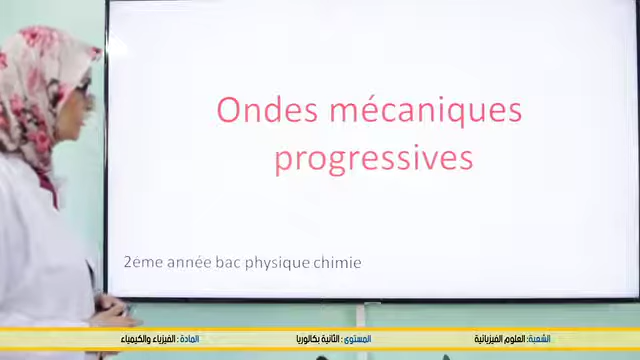 Ondes mécaniques
progressives
2ème année bac physique chimie
الشعبة: العلوم الفيزيائية المستوى: الثانية بكالوريا المادة: الفيزياء والكيمياء